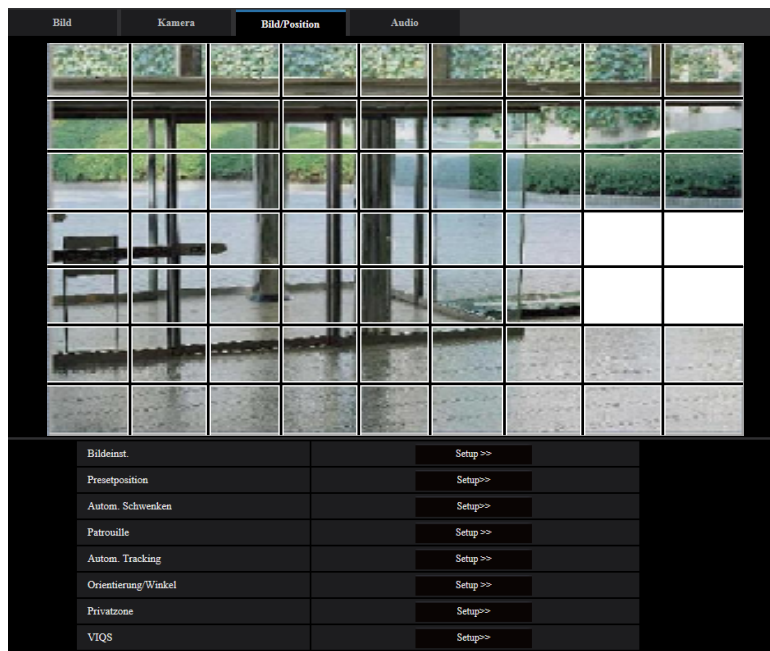 Bild Kamera Bild/Position Audio
Bildeinst. Setup >>
Presetposition Setup>>
Autom. Schwenken Setup>>
Patrouille Setup >>
Autom. Tracking Setup >>
Orientierung/Winkel Setup >>
Privatzone Setup>>
VIQS Setup>>